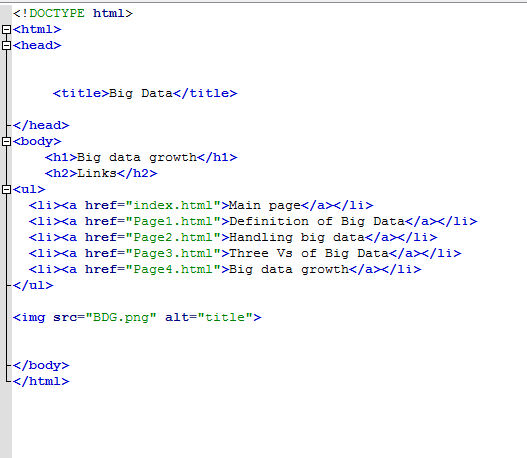 <!DOCTYPE html>
<html>
<head>
<title>Big Data</title>
</head>
<body>
<h1>Big data growth</h1>
<h2>Links</h2>
<ul>
<li><a href="index.html">Main page</a></li>
<li><a href="Page1.html">Definition of Big Data</a></li>
<li><a href="Page2.html">Handling big data</a></li>
<li><a href="Page3.html">Three Vs of Big Data</a></li>
<li><a href="Page4.html">Big data growth</a></li>
</ul>
<img src="BDG.png" alt="title">
</body>
</html>